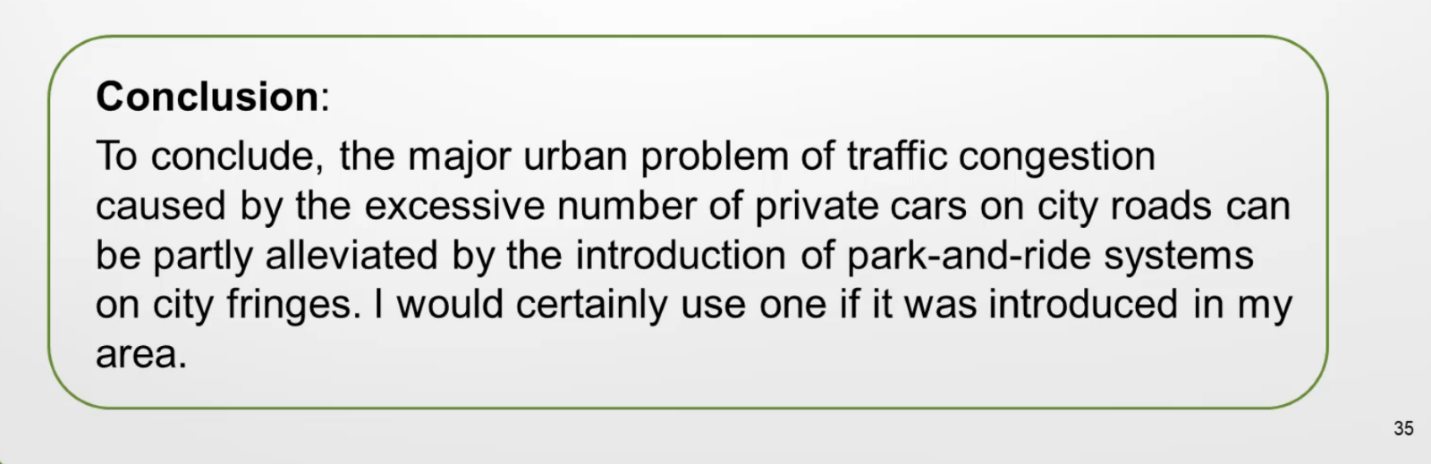 Conclusion:
To conclude, the major urban problem of traffic congestion
caused by the excessive number of private cars on city roads can
be partly alleviated by the introduction of park-and-ride systems
on city fringes. I would certainly use one if it was introduced in my
area.
35